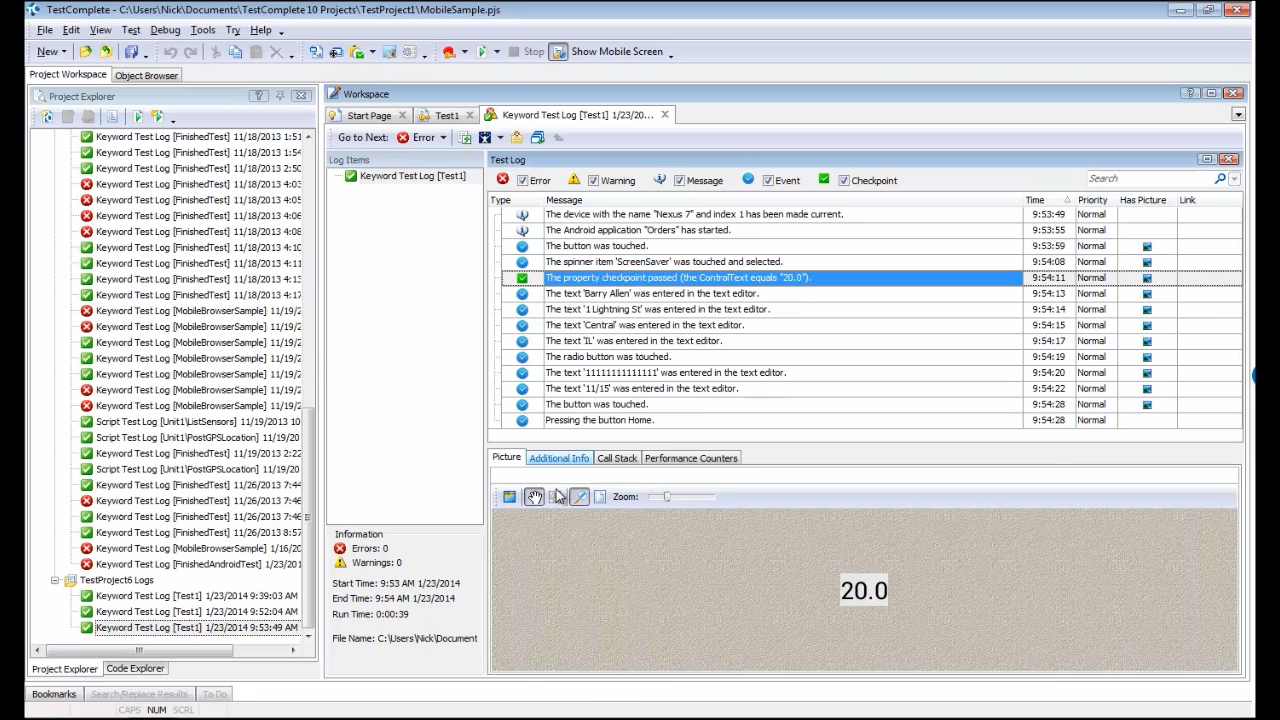 TestComplete - C:\Users\Nick\Documents\TestComplete 10 Projects\TestProject1\MobileSample.pjs
File Edit View Test Debug Tools Try Help
New Stop Show Mobile Screen
Project Workspace Object Browser
Project Explorer
Keyword Test Log [FinishedTest] 11/18/2013 1:51
Keyword Test Log [FinishedTest] 11/18/2013 1:54
Keyword Test Log [FinishedTest] 11/18/2013 2:50
Keyword Test Log [FinishedTest] 11/18/2013 4:03
Keyword Test Log [FinishedTest] 11/18/2013 4:05
Keyword Test Log [FinishedTest] 11/18/2013 4:06
Keyword Test Log [FinishedTest] 11/18/2013 4:08
Keyword Test Log [FinishedTest] 11/18/2013 4:10
Keyword Test Log [FinishedTest] 11/18/2013 4:11
Keyword Test Log [FinishedTest] 11/18/2013 4:13
Keyword Test Log [FinishedTest] 11/18/2013 4:17
Keyword Test Log [MobileBrowserSample] 11/19/2
Keyword Test Log [MobileBrowserSample] 11/19/2
Keyword Test Log [MobileBrowserSample] 11/19/2
Keyword Test Log [MobileBrowserSample] 11/19/2
Keyword Test Log [MobileBrowserSample] 11/19/2
Keyword Test Log [MobileBrowserSample] 11/19/2
Keyword Test Log [MobileBrowserSample] 11/19/2
Script Test Log [Unit1\ListSensors] 11/19/2013 10
Script Test Log [Unit1\PostGPSLocation] 11/19/20
Keyword Test Log [FinishedTest] 11/19/2013 2:22
Script Test Log [Unit1\PostGPSLocation] 11/19/20
Keyword Test Log [FinishedTest] 11/26/2013 7:44
Keyword Test Log [FinishedTest] 11/26/2013 7:46
Keyword Test Log [FinishedTest] 11/26/2013 7:46
Keyword Test Log [FinishedTest] 11/26/2013 8:57
Keyword Test Log [MobileBrowserSample] 1/16/20
Keyword Test Log [FinishedAndroidTest] 1/23/201
TestProject6 Logs
Keyword Test Log [Test1] 1/23/2014 9:39:03 AM
Keyword Test Log [Test1] 1/23/2014 9:52:04 AM
Keyword Test Log [Test1] 1/23/2014 9:53:49 AM
Project Explorer Code Explorer
Bookmarks Search/Replace Results To Do
CAPS NUM SCRL
Workspace
Start Page Test1 Keyword Test Log [Test1] 1/23/20...
Go to Next: Error
Log Items
Keyword Test Log [Test1]
Information
Errors: 0
Warnings: 0
Start Time: 9:53 AM 1/23/2014
End Time: 9:54 AM 1/23/2014
Run Time: 0:00:39
File Name: C:\Users\Nick\Document
Test Log
Error Warning Message Event Checkpoint Search
Type Message Time Priority Has Picture Link
The device with the name "Nexus 7" and index 1 has been made current. 9:53:49 Normal
The Android application "Orders" has started. 9:53:55 Normal
The button was touched. 9:53:59 Normal
The spinner item 'ScreenSaver' was touched and selected. 9:54:08 Normal
The property checkpoint passed (the ControlText equals "20.0"). 9:54:11 Normal
The text 'Barry Allen' was entered in the text editor. 9:54:13 Normal
The text '1 Lightning St' was entered in the text editor. 9:54:14 Normal
The text 'Central' was entered in the text editor. 9:54:15 Normal
The text 'IL' was entered in the text editor. 9:54:17 Normal
The radio button was touched. 9:54:19 Normal
The text '11111111111111' was entered in the text editor. 9:54:20 Normal
The text '11/15' was entered in the text editor. 9:54:22 Normal
The button was touched. 9:54:28 Normal
Pressing the button Home. 9:54:28 Normal
Picture Additional Info Call Stack Performance Counters
Zoom:
20.0